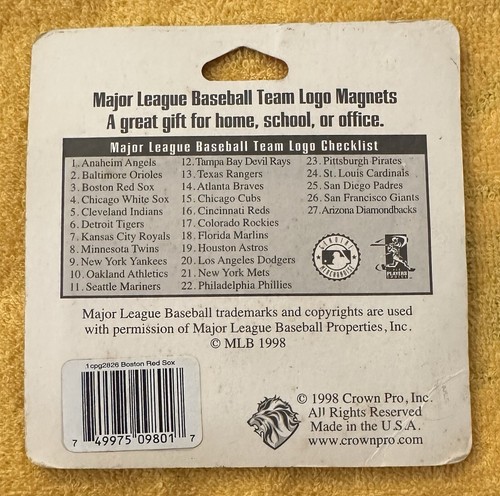 Major League Baseball Team Logo Magnets
A great gift for home, school, or office.
Major League Baseball Team Logo Checklist
1. Anaheim Angels
2. Baltimore Orioles
3. Boston Red Sox
4. Chicago White Sox
5. Cleveland Indians
6. Detroit Tigers
7. Kansas City Royals
8. Minnesota Twins
9. New York Yankees
10. Oakland Athletics
11. Seattle Mariners
12. Tampa Bay Devil Rays
13. Texas Rangers
14. Atlanta Braves
15. Chicago Cubs
16. Cincinnati Reds
17. Colorado Rockies
18. Florida Marlins
19. Houston Astros
20. Los Angeles Dodgers
21. New York Mets
22. Philadelphia Phillies
23. Pittsburgh Pirates
24. St. Louis Cardinals
25. San Diego Padres
26. San Francisco Giants
27. Arizona Diamondbacks
GENUINE
MERCHANDISE
PLAYERS
Major League Baseball trademarks and copyrights are used
with permission of Major League Baseball Properties, Inc.
© MLB 1998
1cpg2826 Boston Red Sox
7 49975 09801 7
© 1998 Crown Pro, Inc.
All Rights Reserved
Made in the U.S.A.
www.crownpro.com